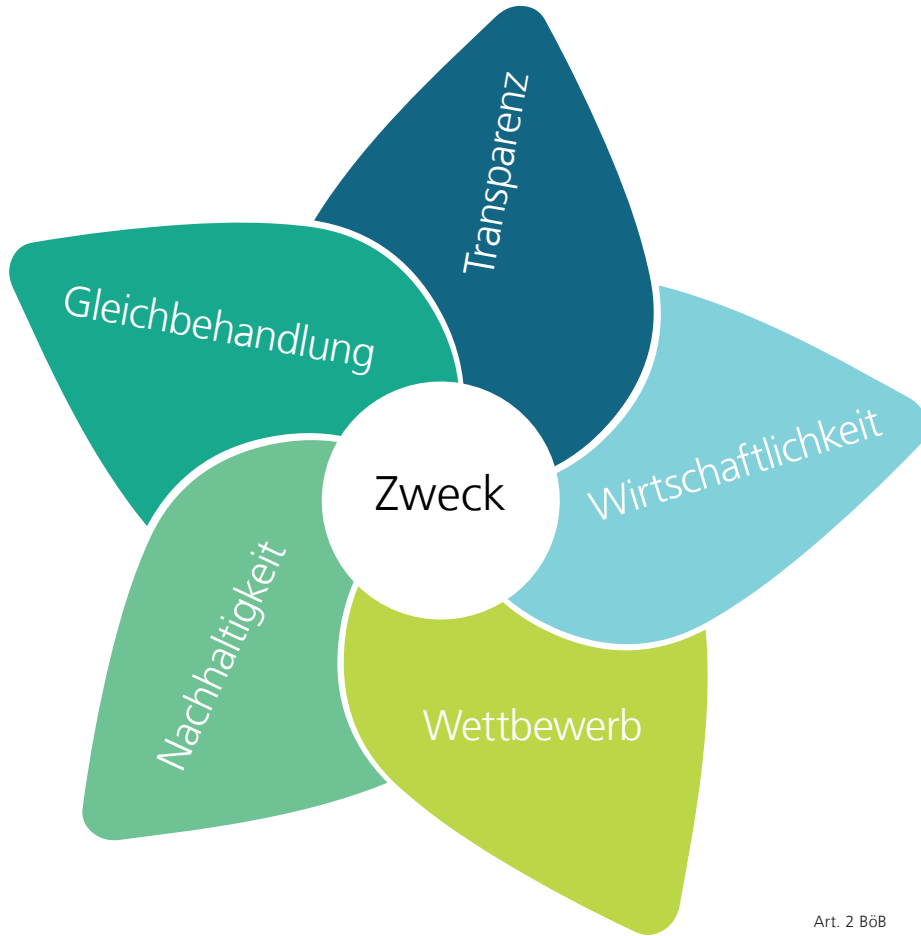 Transparenz
Gleichbehandlung
Wirtschaftlichkeit
Zweck
Nachhaltigkeit
Wettbewerb
Art. 2 BöB